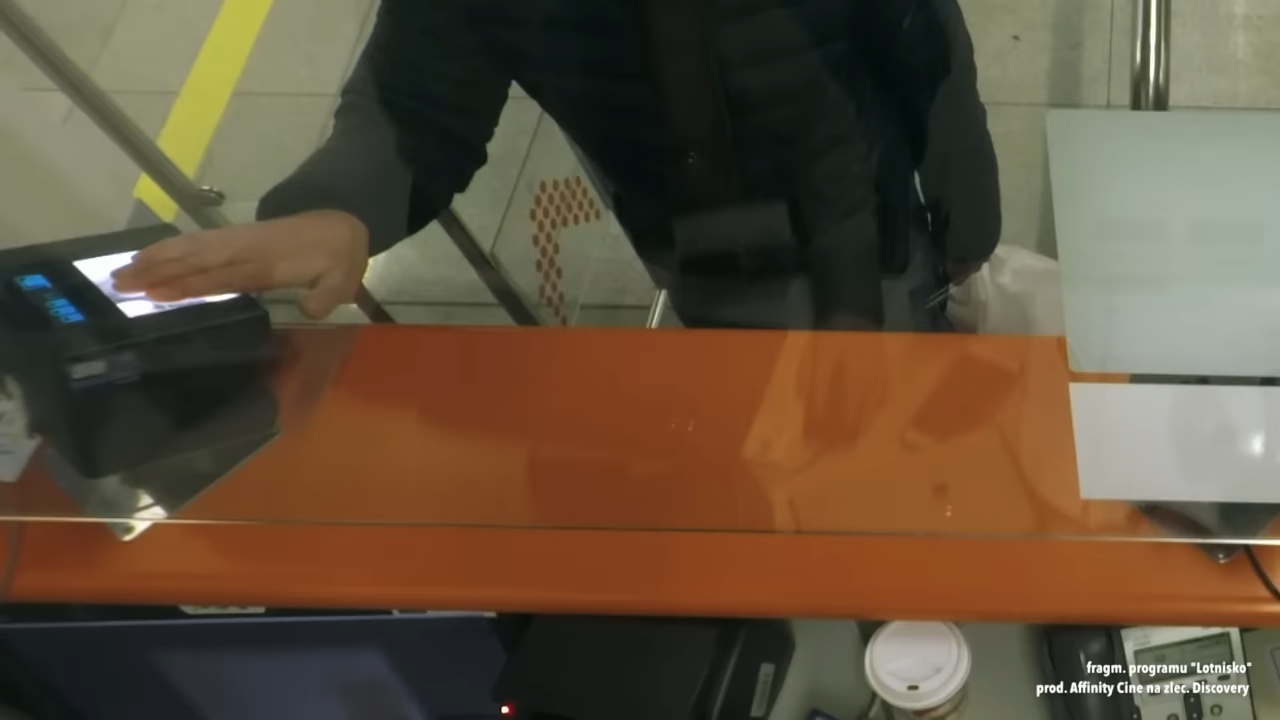 fragm. programu "Lotnisko"
prod. Affinity Cine na zlec. Discovery